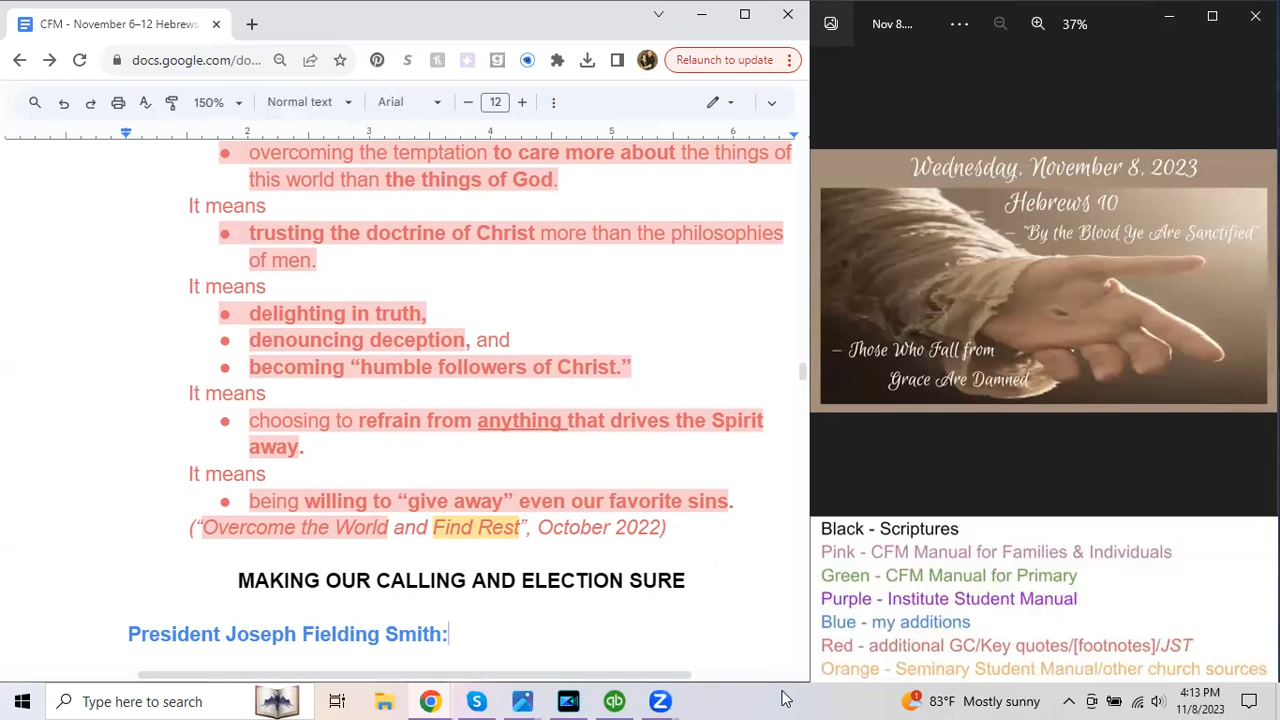 CFM - November 6–12 Hebrews
Nov 8....
37%
docs.google.com/do...
Relaunch to update
150%
Normal text
Arial
12
2
3
4
5
6
overcoming the temptation to care more about the things of
this world than the things of God.
It means
trusting the doctrine of Christ more than the philosophies
of men.
It means
delighting in truth,
denouncing deception, and
becoming “humble followers of Christ.”
It means
choosing to refrain from anything that drives the Spirit
away.
It means
being willing to “give away” even our favorite sins.
(“Overcome the World and Find Rest”, October 2022)
MAKING OUR CALLING AND ELECTION SURE
President Joseph Fielding Smith:
Wednesday, November 8, 2023
Hebrews 10
– “By the Blood Ye Are Sanctified”
– Those Who Fall from
Grace Are Damned
Black - Scriptures
Pink - CFM Manual for Families & Individuals
Green - CFM Manual for Primary
Purple - Institute Student Manual
Blue - my additions
Red - additional GC/Key quotes/[footnotes]/JST
Orange - Seminary Student Manual/other church sources
Type here to search
83°F Mostly sunny
4:13 PM
11/8/2023